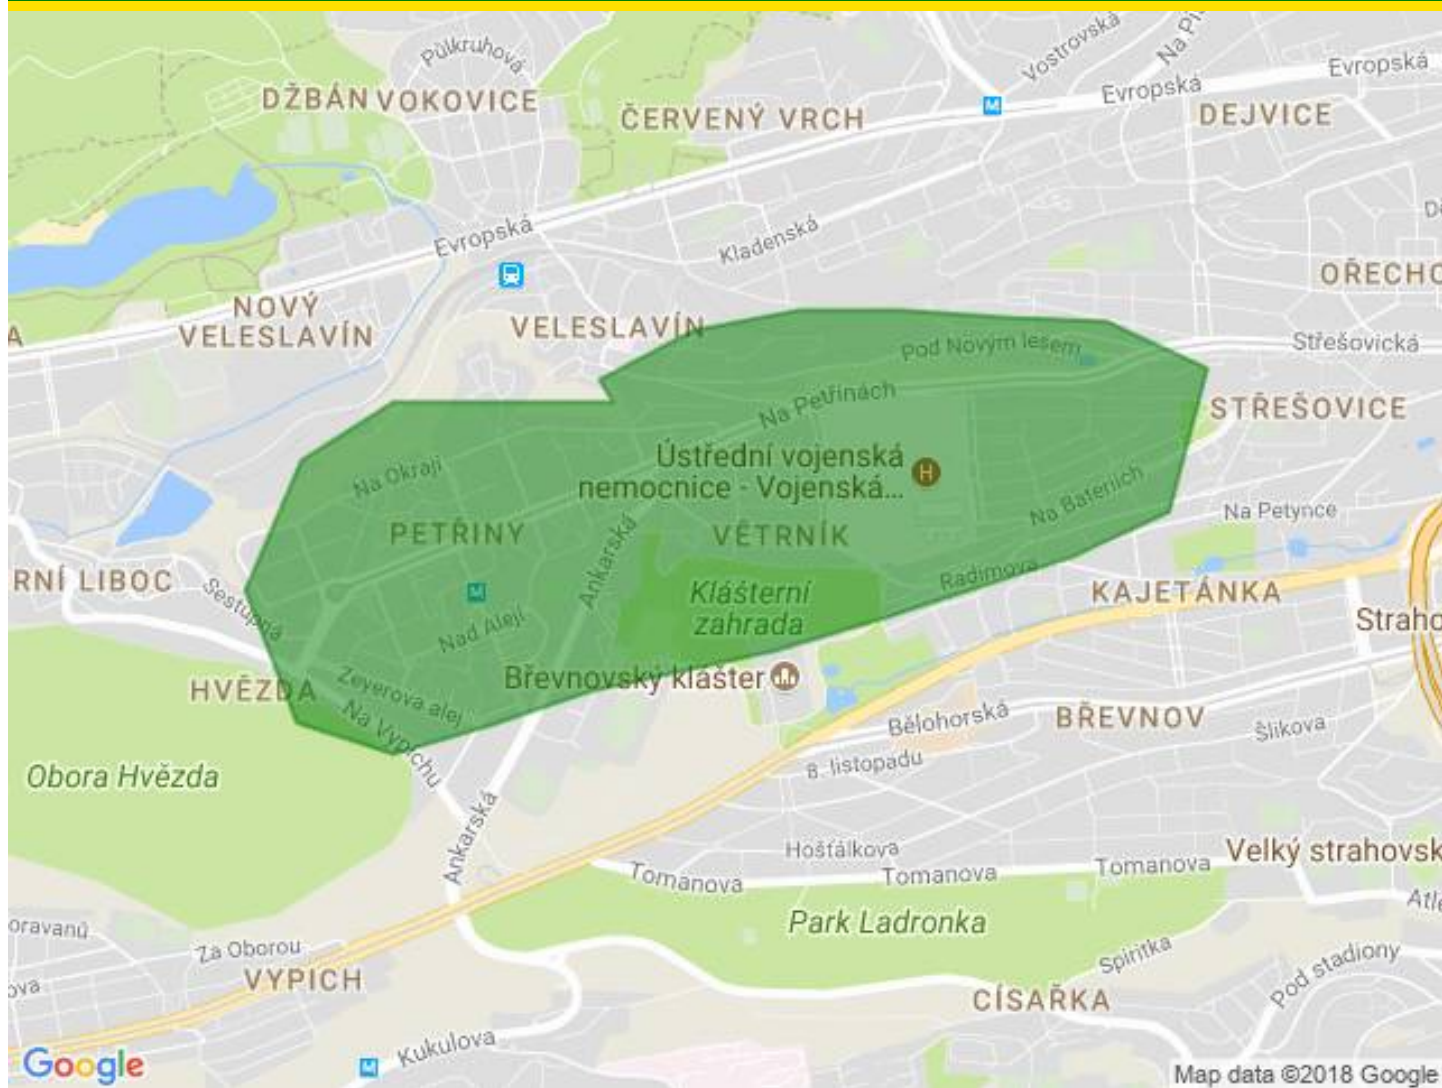 Půlkruhová
Vostrovská
Evropská
Evropská
DŽBÁN
VOKOVICE
ČERVENÝ VRCH
DEJVICE
Evropská
Kladenská
OŘECHO
NOVÝ
VELESLAVÍN
VELESLAVÍN
Pod Novým lesem
Střešovická
Na Petřinách
STŘEŠOVICE
Ústřední vojenská
nemocnice - Vojenská...
H
Na Okraji
Na Bateriích
Na Petynce
PETŘINY
Ankarská
VĚTRNÍK
RNÍ LIBOC
Sestupná
Radimova
KAJETÁNKA
Klášterní
zahrada
Nad Alejí
Straho
Břevnovský klášter
HVĚZDA
Zeyerova alej
Na Vypichu
Bělohorská
BŘEVNOV
Šlikova
8. listopadu
Obora Hvězda
Ankarská
Hošťálkova
Velký strahovsk
Tomanova
Tomanova
Tomanova
Atle
Park Ladronka
oravanů
Za Oborou
VYPICH
Spiritka
Pod stadiony
ova
CÍSAŘKA
Kukulova
Google
Map data ©2018 Google